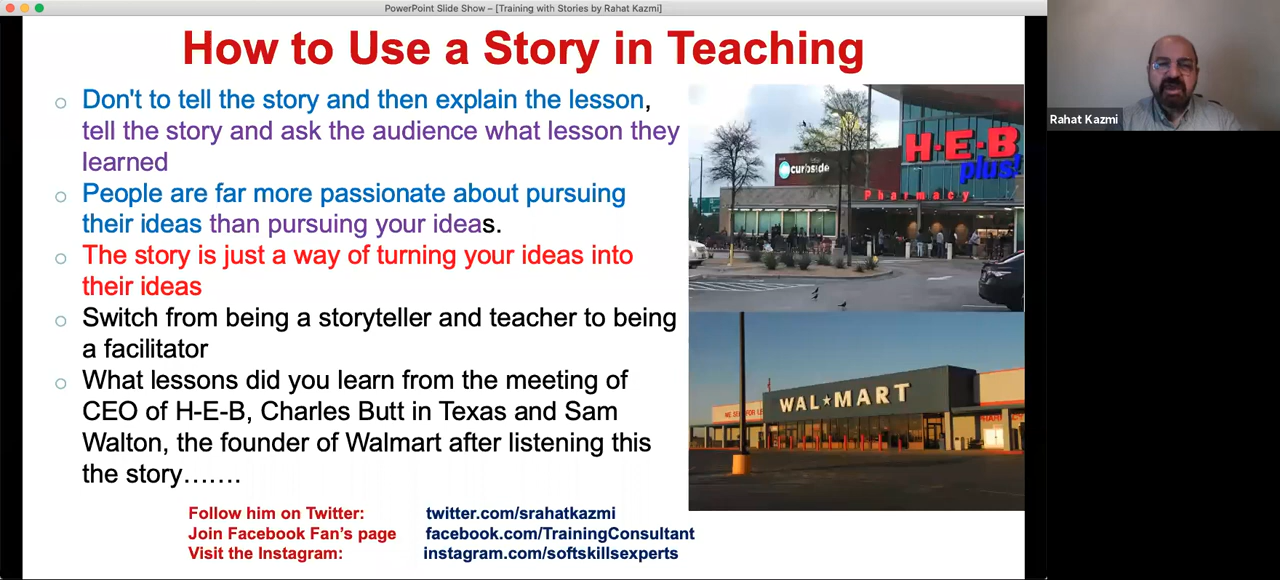 PowerPoint Slide Show – [Training with Stories by Rahat Kazmi]
How to Use a Story in Teaching
Don't to tell the story and then explain the lesson,
tell the story and ask the audience what lesson they
learned
People are far more passionate about pursuing
their ideas than pursuing your ideas.
The story is just a way of turning your ideas into
their ideas
Switch from being a storyteller and teacher to being
a facilitator
What lessons did you learn from the meeting of
CEO of H-E-B, Charles Butt in Texas and Sam
Walton, the founder of Walmart after listening this
the story…….
H-E-B
plus!
curbside
Pharmacy
WAL★MART
Follow him on Twitter: twitter.com/srahatkazmi
Join Facebook Fan's page facebook.com/TrainingConsultant
Visit the Instagram: instagram.com/softskillsexperts
Rahat Kazmi